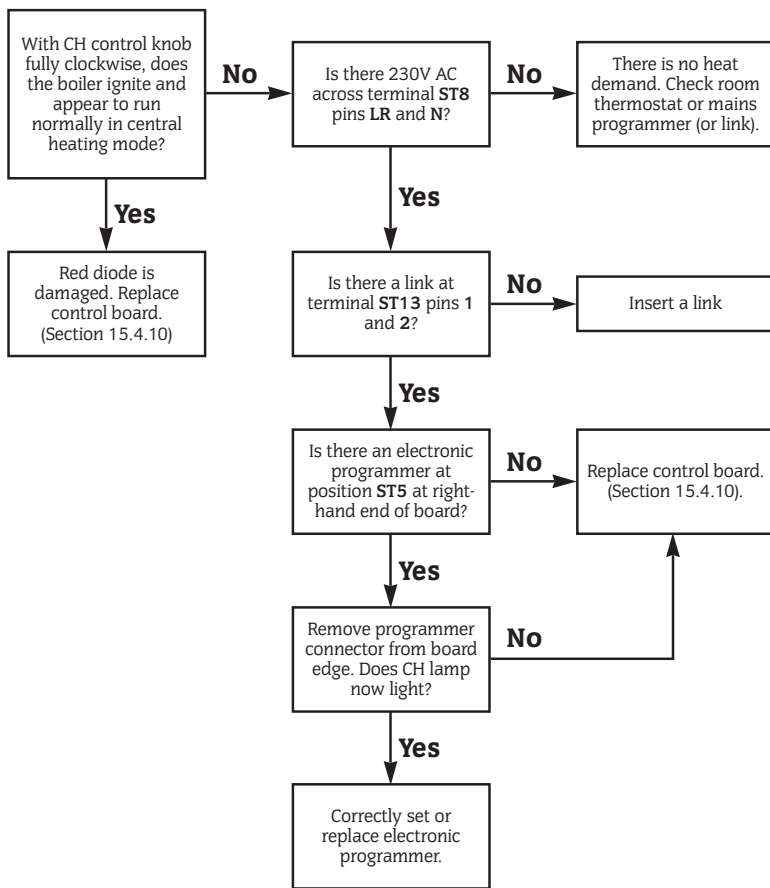 With CH control knob
fully clockwise, does
the boiler ignite and
appear to run
normally in central
heating mode?
No
Is there 230V AC
across terminal ST8
pins LR and N?
No
There is no heat
demand. Check room
thermostat or mains
programmer (or link).
Yes
Yes
Red diode is
damaged. Replace
control board.
(Section 15.4.10)
Is there a link at
terminal ST13 pins 1
and 2?
No
Insert a link
Yes
Is there an electronic
programmer at
position ST5 at right-
hand end of board?
No
Replace control board.
(Section 15.4.10).
Yes
Remove programmer
connector from board
edge. Does CH lamp
now light?
No
Yes
Correctly set or
replace electronic
programmer.